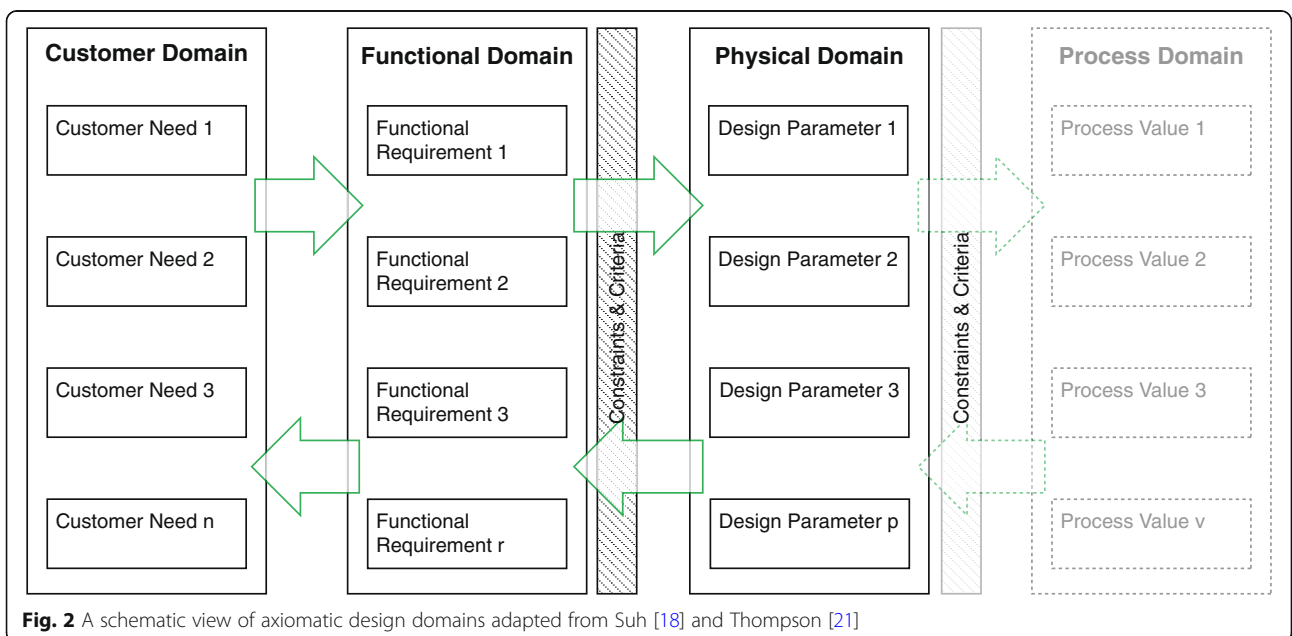 Customer Domain
Customer Need 1
Customer Need 2
Customer Need 3
Customer Need n
Functional Domain
Functional
Requirement 1
Functional
Requirement 2
Functional
Requirement 3
Functional
Requirement r
Constraints & Criteria
Physical Domain
Design Parameter 1
Design Parameter 2
Design Parameter 3
Design Parameter p
Constraints & Criteria
Process Domain
Process Value 1
Process Value 2
Process Value 3
Process Value v
Fig. 2 A schematic view of axiomatic design domains adapted from Suh [18] and Thompson [21]